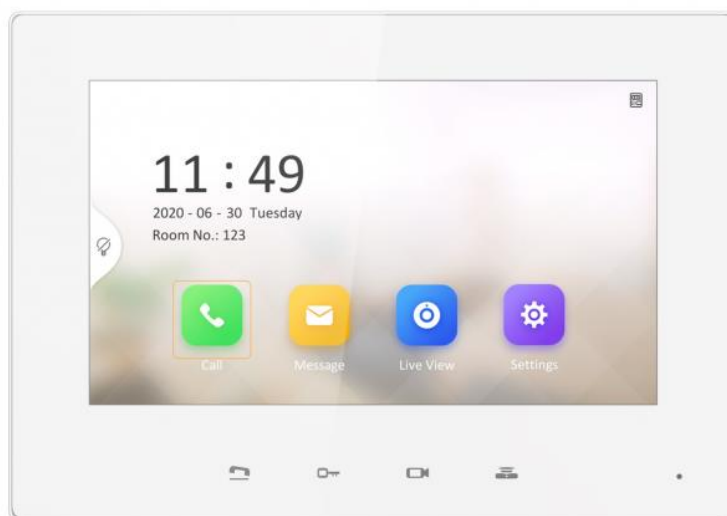 11 : 49
2020 - 06 - 30 Tuesday
Room No.: 123
Call
Message
Live View
Settings